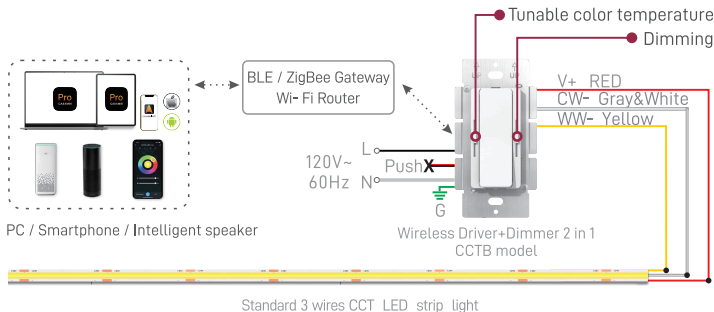 Tunable color temperature
Dimming
Pro
CASAMBI
Pro
CASAMBI
BLE / ZigBee Gateway
Wi-Fi Router
V+ RED
CW- Gray&White
WW- Yellow
L
120V~
60Hz
Push
X
N
G
PC / Smartphone / Intelligent speaker
Wireless Driver+Dimmer 2 in 1
CCTB model
Standard 3 wires CCT LED strip light